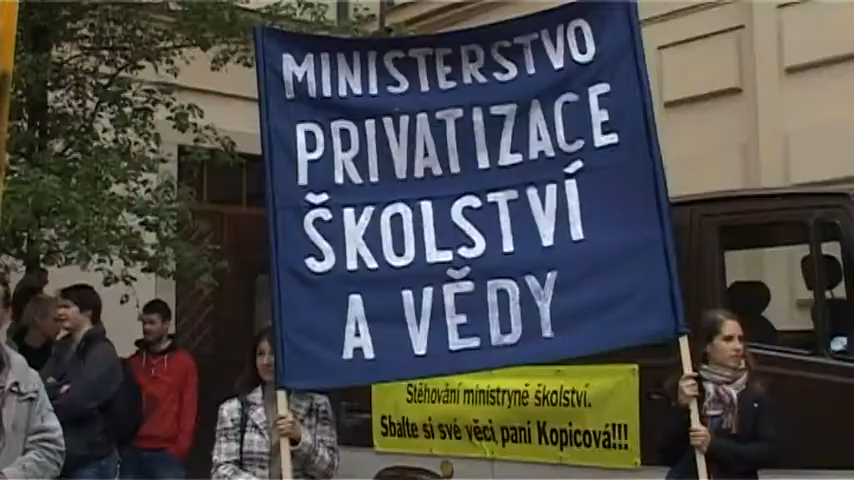 MINISTERSTVO
PRIVATIZACE
ŠKOLSTVÍ
A VĚDY
Stěhování ministryně školství.
Sbalte si své věci, paní Kopicová!!!